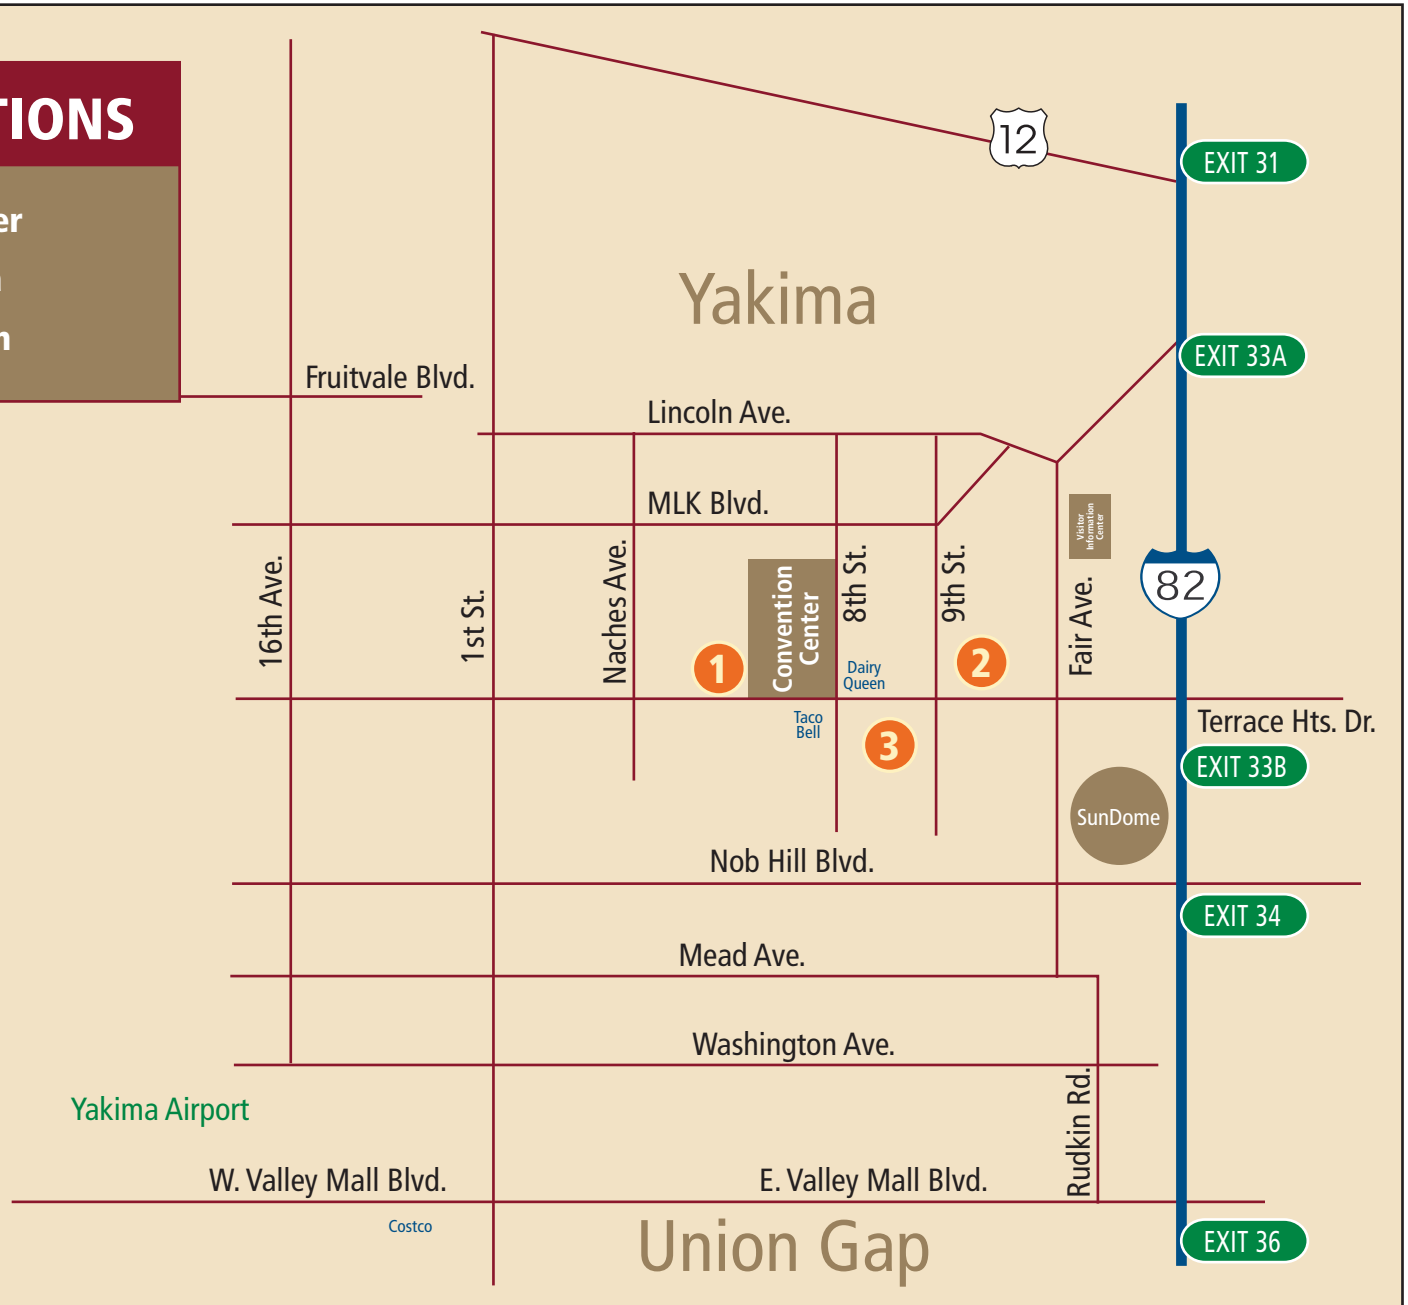 TIONS
er
n
12
EXIT 31
Yakima
EXIT 33A
Fruitvale Blvd.
Lincoln Ave.
MLK Blvd.
Visitor
Information
Center
16th Ave.
1st St.
Naches Ave.
Convention
Center
8th St.
9th St.
Fair Ave.
82
1
2
Dairy
Queen
Taco
Bell
3
Terrace Hts. Dr.
EXIT 33B
SunDome
Nob Hill Blvd.
EXIT 34
Mead Ave.
Washington Ave.
Rudkin Rd.
Yakima Airport
W. Valley Mall Blvd.
E. Valley Mall Blvd.
Costco
Union Gap
EXIT 36